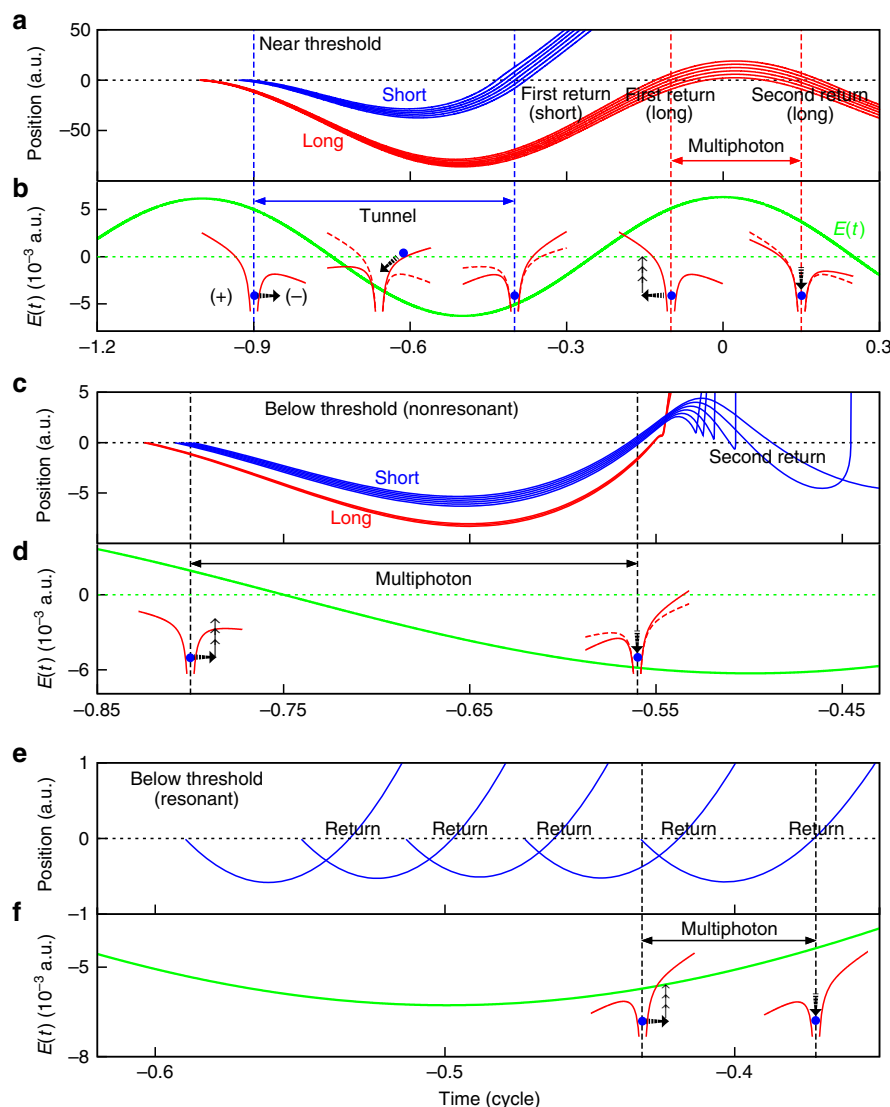 a
50
0
−50
Position (a.u.)
Near threshold
Short
Long
First return
(short)
First return
(long)
Second return
(long)
Multiphoton
b
5
0
−5
E(t) (10⁻³ a.u.)
Tunnel
E(t)
(+)
(−)
−1.2
−0.9
−0.6
−0.3
0
0.3
c
5
0
−5
Position (a.u.)
Below threshold (nonresonant)
Short
Long
Second return
d
0
−6
E(t) (10⁻³ a.u.)
Multiphoton
−0.85
−0.75
−0.65
−0.55
−0.45
e
1
0
−1
Position (a.u.)
Below threshold
(resonant)
Return
Return
Return
Return
Return
f
−5
−8
E(t) (10⁻³ a.u.)
Multiphoton
−0.6
−0.5
−0.4
Time (cycle)